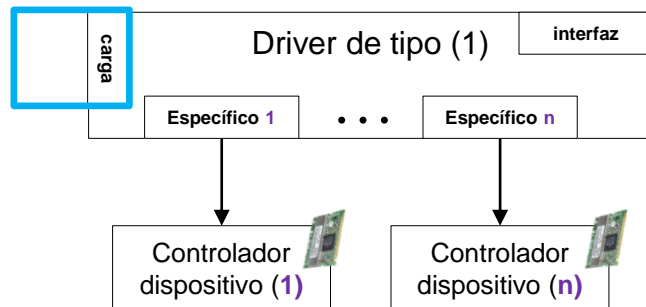 carga
Driver de tipo (1)
interfaz
Específico 1
• • •
Específico n
Controlador
dispositivo (1)
Controlador
dispositivo (n)